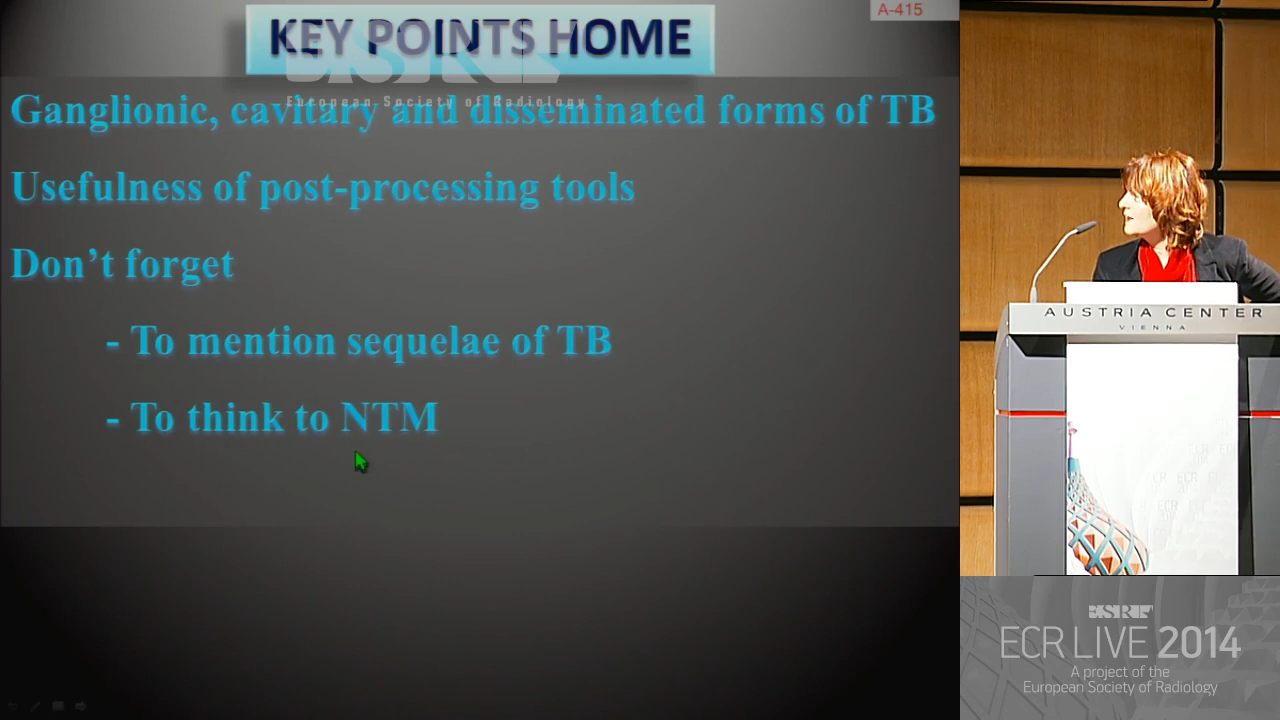 KEY POINTS HOME
A-415
European Society of Radiology
Ganglionic, cavitary and disseminated forms of TB
Usefulness of post-processing tools
Don’t forget
- To mention sequelae of TB
- To think to NTM
AUSTRIA CENTER
VIENNA
ECR LIVE 2014
A project of the
European Society of Radiology